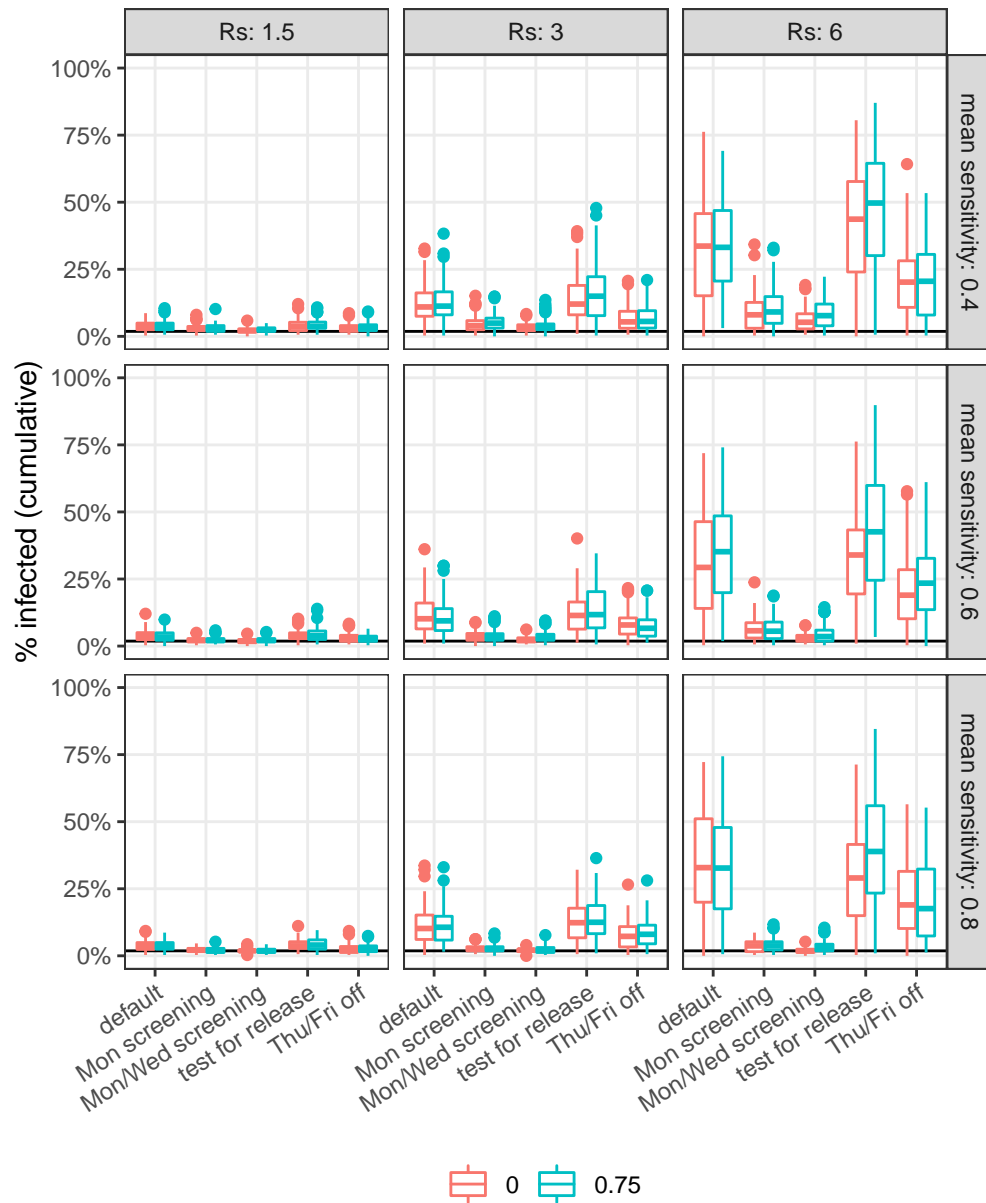 Rs: 1.5 Rs: 3 Rs: 6
% infected (cumulative)
100%
75%
50%
25%
0%
mean sensitivity: 0.4
100%
75%
50%
25%
0%
mean sensitivity: 0.6
100%
75%
50%
25%
0%
mean sensitivity: 0.8
default
Mon screening
Mon/Wed screening
test for release
Thu/Fri off
default
Mon screening
Mon/Wed screening
test for release
Thu/Fri off
default
Mon screening
Mon/Wed screening
test for release
Thu/Fri off
0 0.75